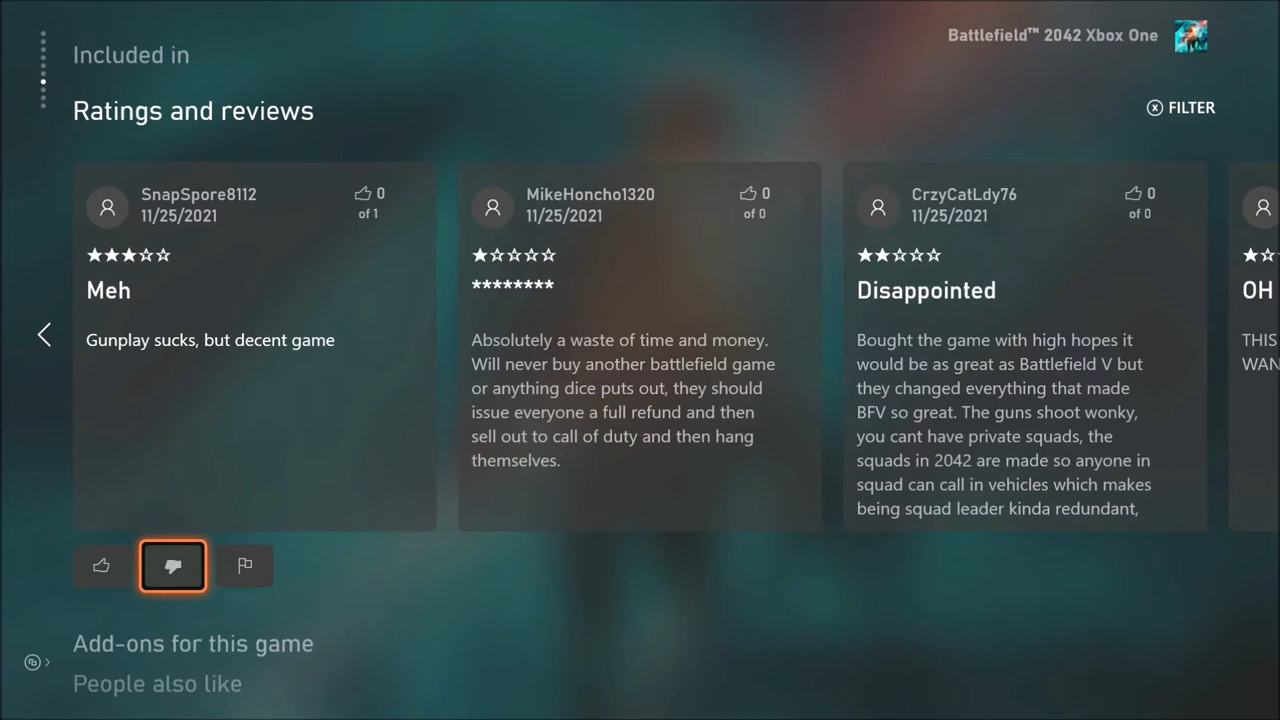 Included in
Battlefield™ 2042 Xbox One
Ratings and reviews
FILTER
SnapSpore8112
11/25/2021
0
of 1
Meh
Gunplay sucks, but decent game
MikeHoncho1320
11/25/2021
0
of 0
********
Absolutely a waste of time and money.
Will never buy another battlefield game
or anything dice puts out, they should
issue everyone a full refund and then
sell out to call of duty and then hang
themselves.
CrzyCatLdy76
11/25/2021
0
of 0
Disappointed
Bought the game with high hopes it
would be as great as Battlefield V but
they changed everything that made
BFV so great. The guns shoot wonky,
you cant have private squads, the
squads in 2042 are made so anyone in
squad can call in vehicles which makes
being squad leader kinda redundant,
OH
THIS
WAN
Add-ons for this game
People also like